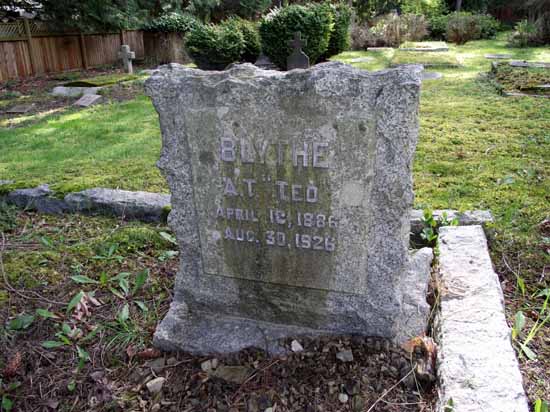 BLYTHE
A.T "TED
APRIL 16, 1886
AUG. 30, 1926